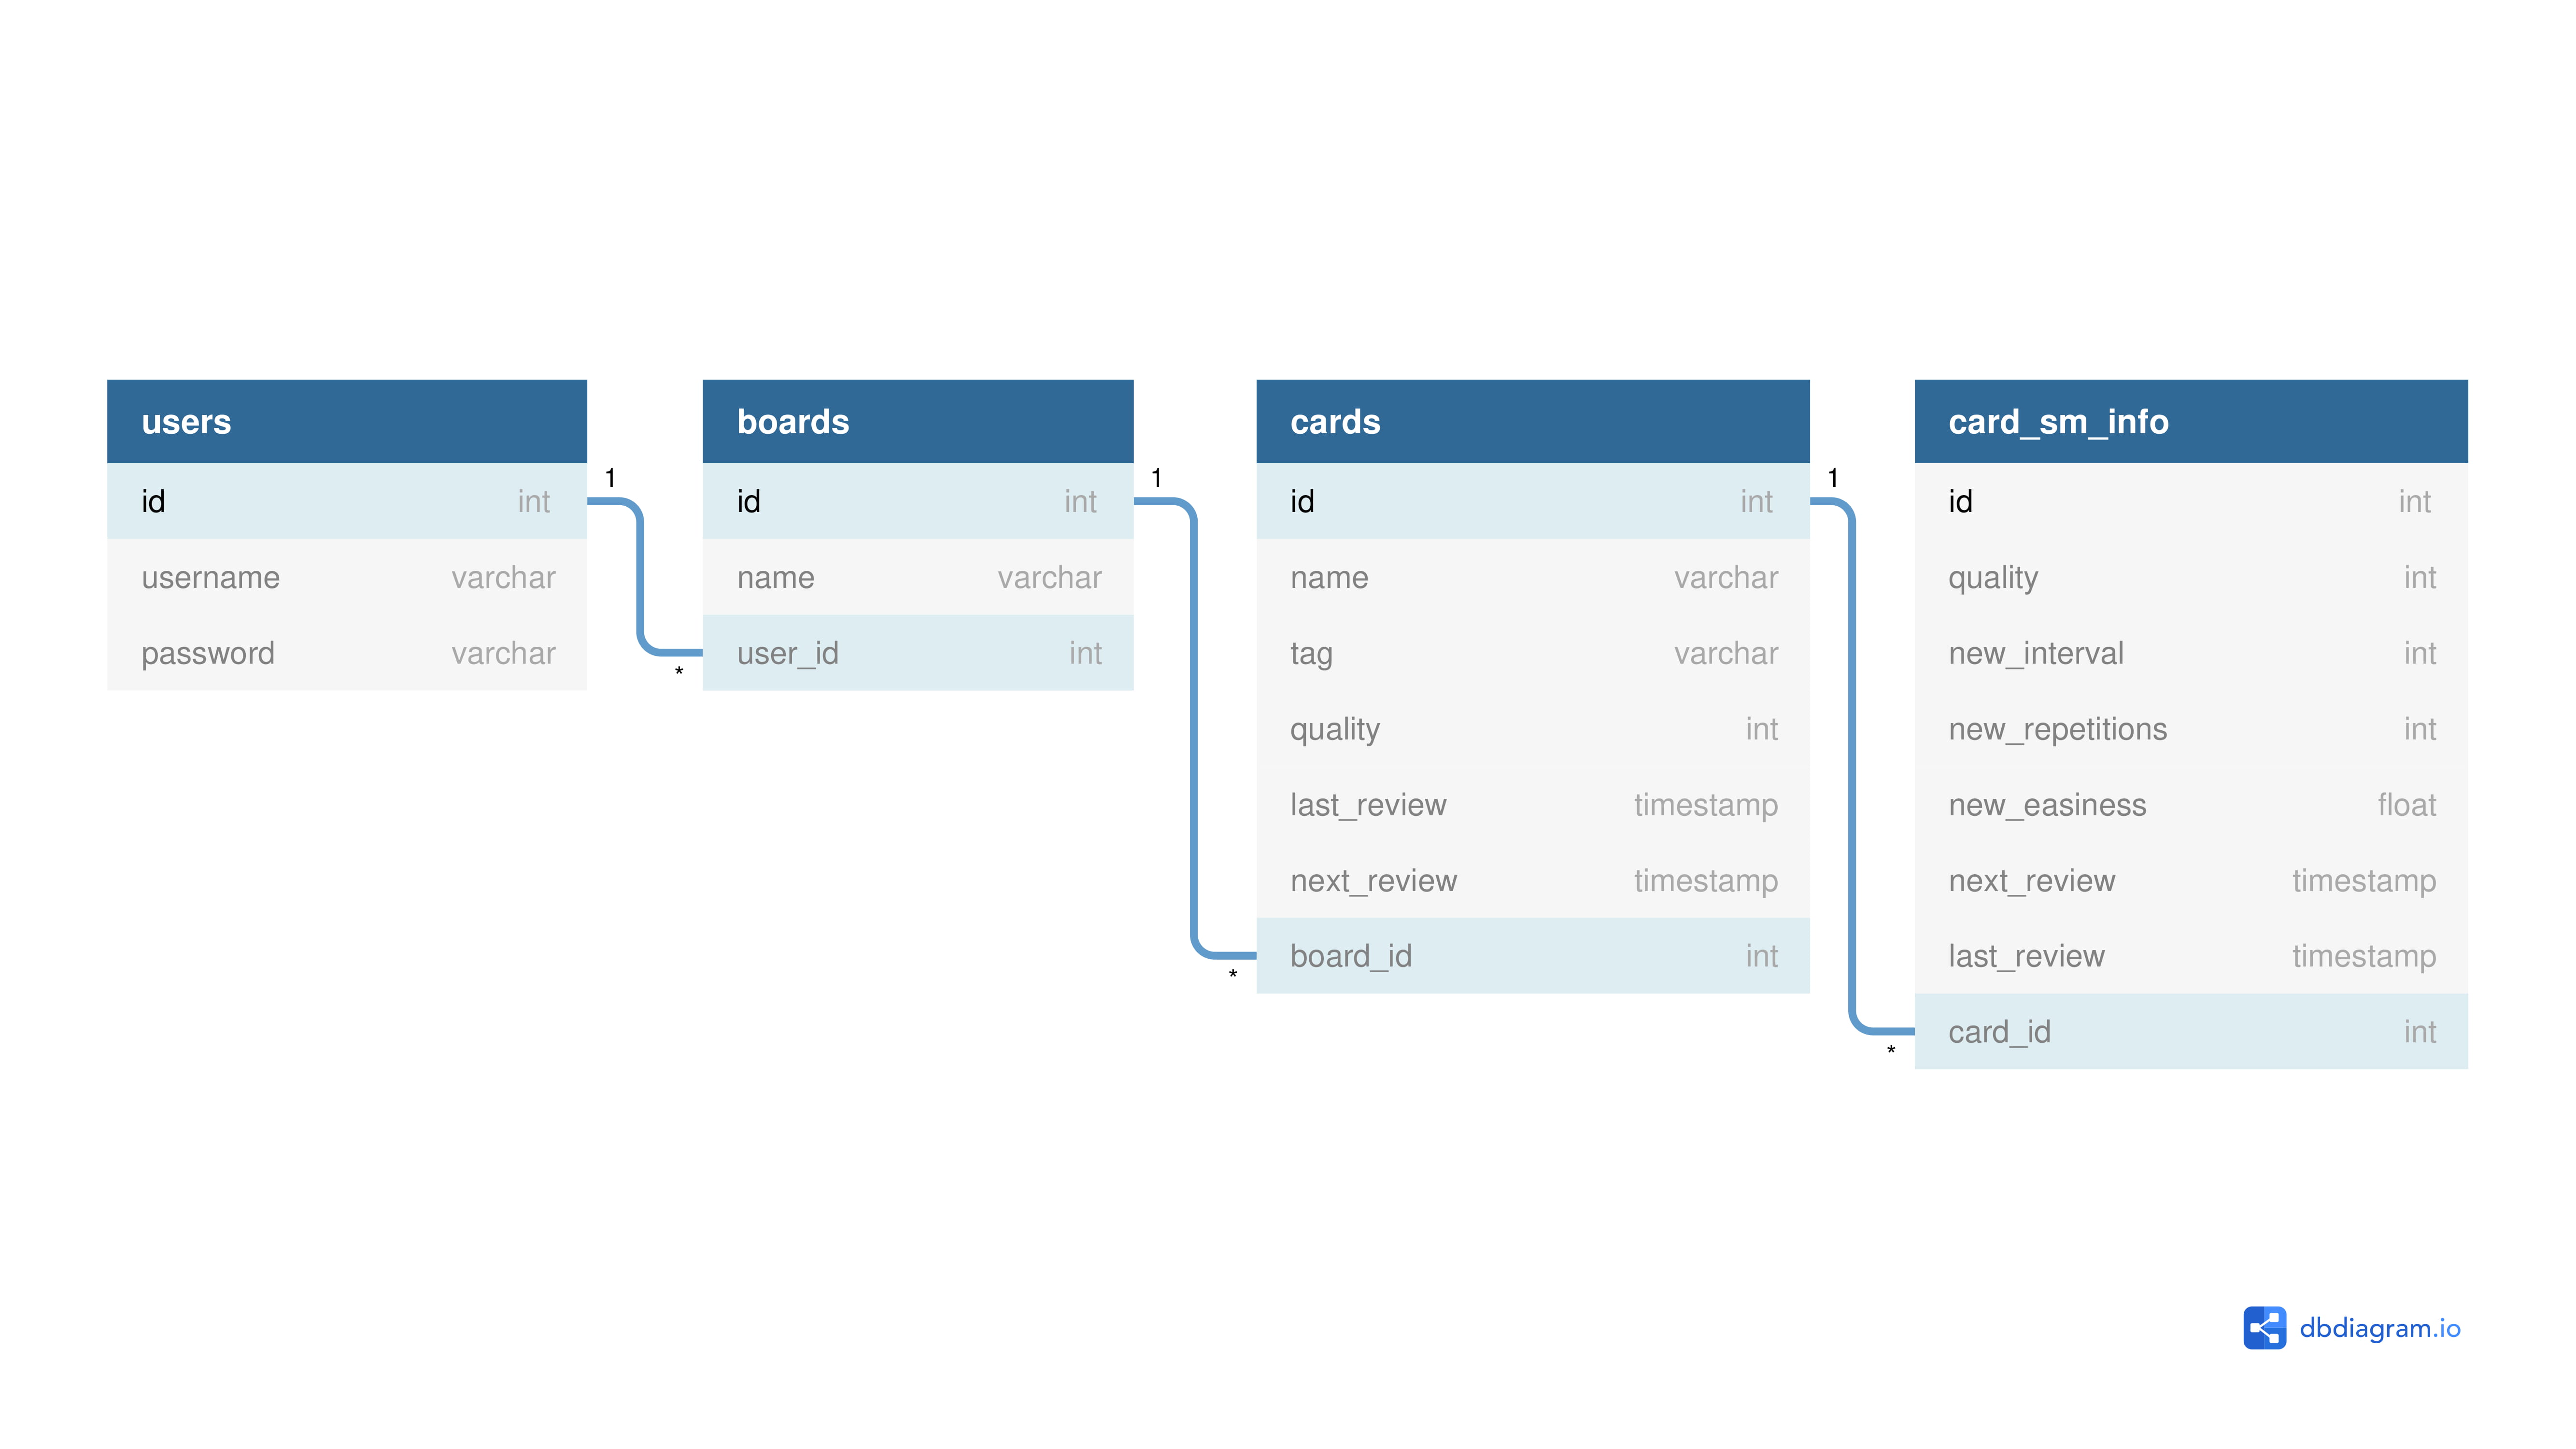 users
id int
username varchar
password varchar
1
*
boards
id int
name varchar
user_id int
1
*
cards
id int
name varchar
tag varchar
quality int
last_review timestamp
next_review timestamp
board_id int
1
*
card_sm_info
id int
quality int
new_interval int
new_repetitions int
new_easiness float
next_review timestamp
last_review timestamp
card_id int
dbdiagram.io